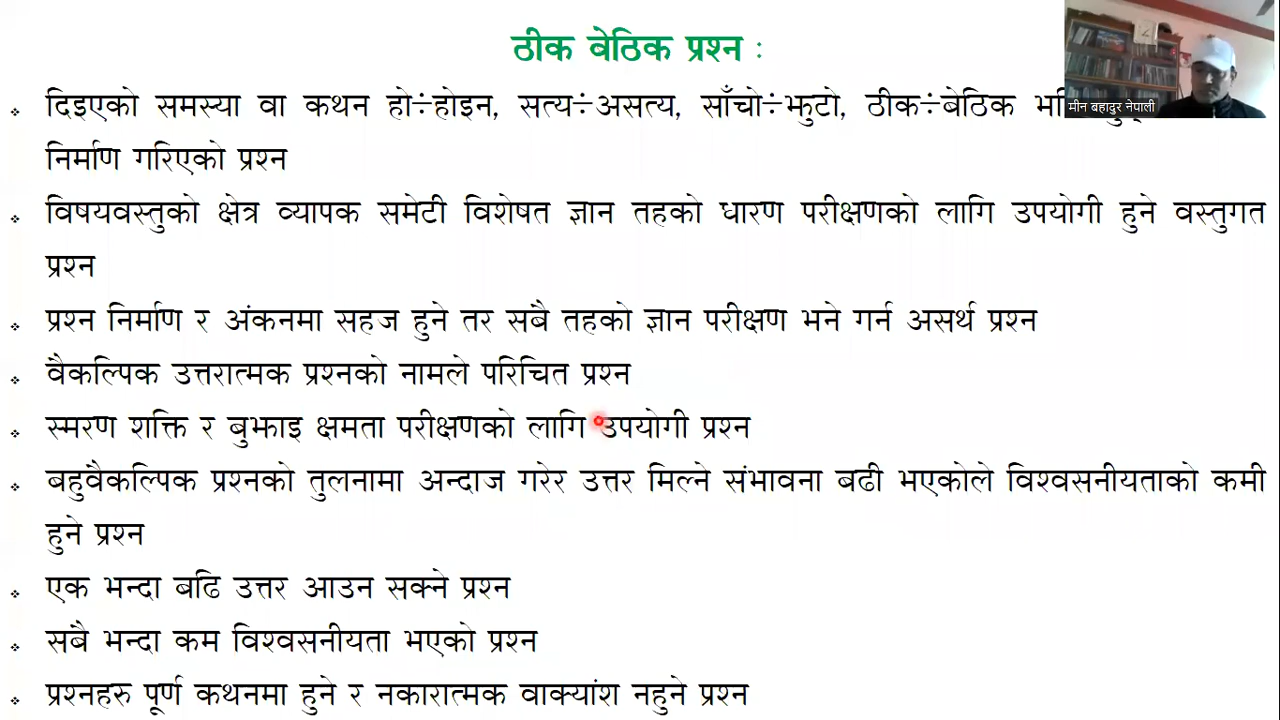 ठीक बेठिक प्रश्न :
दिइएको समस्या वा कथन हो÷होइन, सत्य÷असत्य, साँचो÷झुटो, ठीक÷बेठिक
निर्माण गरिएको प्रश्न
विषयवस्तुको क्षेत्र व्यापक समेटी विशेषत ज्ञान तहको धारण परीक्षणको लागि उपयोगी हुने वस्तुगत
प्रश्न
प्रश्न निर्माण र अंकनमा सहज हुने तर सबै तहको ज्ञान परीक्षण भने गर्न असर्थ प्रश्न
वैकल्पिक उत्तरात्मक प्रश्नको नामले परिचित प्रश्न
स्मरण शक्ति र बुझाइ क्षमता परीक्षणको लागि उपयोगी प्रश्न
बहुवैकल्पिक प्रश्नको तुलनामा अन्दाज गरेर उत्तर मिल्ने संभावना बढी भएकोले विश्वसनीयताको कमी
हुने प्रश्न
एक भन्दा बढि उत्तर आउन सक्ने प्रश्न
सबै भन्दा कम विश्वसनीयता भएको प्रश्न
प्रश्नहरु पूर्ण कथनमा हुने र नकारात्मक वाक्यांश नहुने प्रश्न
मीन बहादुर नेपाली